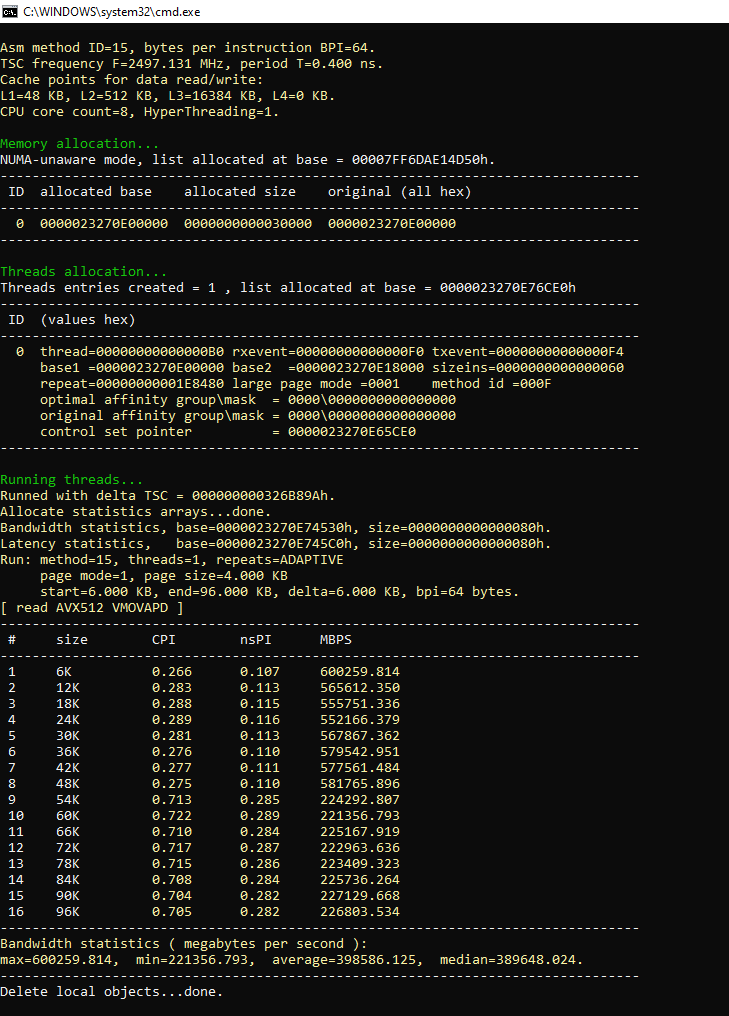 C:\WINDOWS\system32\cmd.exe
Asm method ID=15, bytes per instruction BPI=64.
TSC frequency F=2497.131 MHz, period T=0.400 ns.
Cache points for data read/write:
L1=48 KB, L2=512 KB, L3=16384 KB, L4=0 KB.
CPU core count=8, HyperThreading=1.
Memory allocation...
NUMA-unaware mode, list allocated at base = 00007FF6DAE14D50h.
--------------------------------------------------------------------------------
ID  allocated base    allocated size    original (all hex)
--------------------------------------------------------------------------------
0  0000023270E00000  0000000000030000  0000023270E00000
--------------------------------------------------------------------------------
Threads allocation...
Threads entries created = 1 , list allocated at base = 0000023270E76CE0h
--------------------------------------------------------------------------------
ID  (values hex)
--------------------------------------------------------------------------------
0  thread=00000000000000B0 rxevent=00000000000000F0 txevent=00000000000000F4
base1 =0000023270E00000 base2  =0000023270E18000 sizeins=0000000000000060
repeat=00000000001E8480 large page mode =0001    method id =000F
optimal affinity group\mask  = 0000\0000000000000000
original affinity group\mask = 0000\0000000000000000
control set pointer          = 0000023270E65CE0
--------------------------------------------------------------------------------
Running threads...
Runned with delta TSC = 000000000326B89Ah.
Allocate statistics arrays...done.
Bandwidth statistics, base=0000023270E74530h, size=0000000000000080h.
Latency statistics,   base=0000023270E745C0h, size=0000000000000080h.
Run: method=15, threads=1, repeats=ADAPTIVE
page mode=1, page size=4.000 KB
start=6.000 KB, end=96.000 KB, delta=6.000 KB, bpi=64 bytes.
[ read AVX512 VMOVAPD ]
--------------------------------------------------------------------------------
#     size        CPI        nsPI      MBPS
--------------------------------------------------------------------------------
1     6K          0.266      0.107     600259.814
2     12K         0.283      0.113     565612.350
3     18K         0.288      0.115     555751.336
4     24K         0.289      0.116     552166.379
5     30K         0.281      0.113     567867.362
6     36K         0.276      0.110     579542.951
7     42K         0.277      0.111     577561.484
8     48K         0.275      0.110     581765.896
9     54K         0.713      0.285     224292.807
10    60K         0.722      0.289     221356.793
11    66K         0.710      0.284     225167.919
12    72K         0.717      0.287     222963.636
13    78K         0.715      0.286     223409.323
14    84K         0.708      0.284     225736.264
15    90K         0.704      0.282     227129.668
16    96K         0.705      0.282     226803.534
--------------------------------------------------------------------------------
Bandwidth statistics ( megabytes per second ):
max=600259.814,  min=221356.793,  average=398586.125,  median=389648.024.
--------------------------------------------------------------------------------
Delete local objects...done.